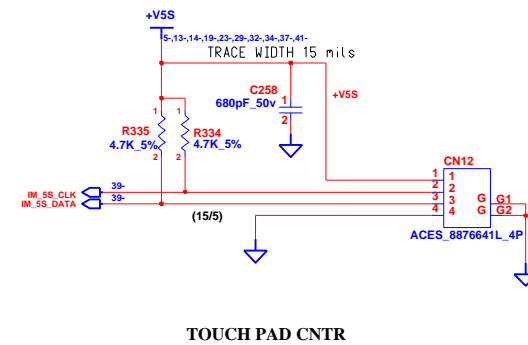 +V5S
5-,13-,14-,19-,23-,29-,32-,34-,37-,41-
TRACE WIDTH 15 mils
C258
1
680pF_50v
2
+V5S
1
1
R335
4.7K_5%
R334
4.7K_5%
2
2
CN12
IM_5S_CLK
39-
IM_5S_DATA
39-
1
1
2
2
3
3
4
4
G
G1
G
G2
(15/5)
ACES_8876641L_4P
TOUCH PAD CNTR